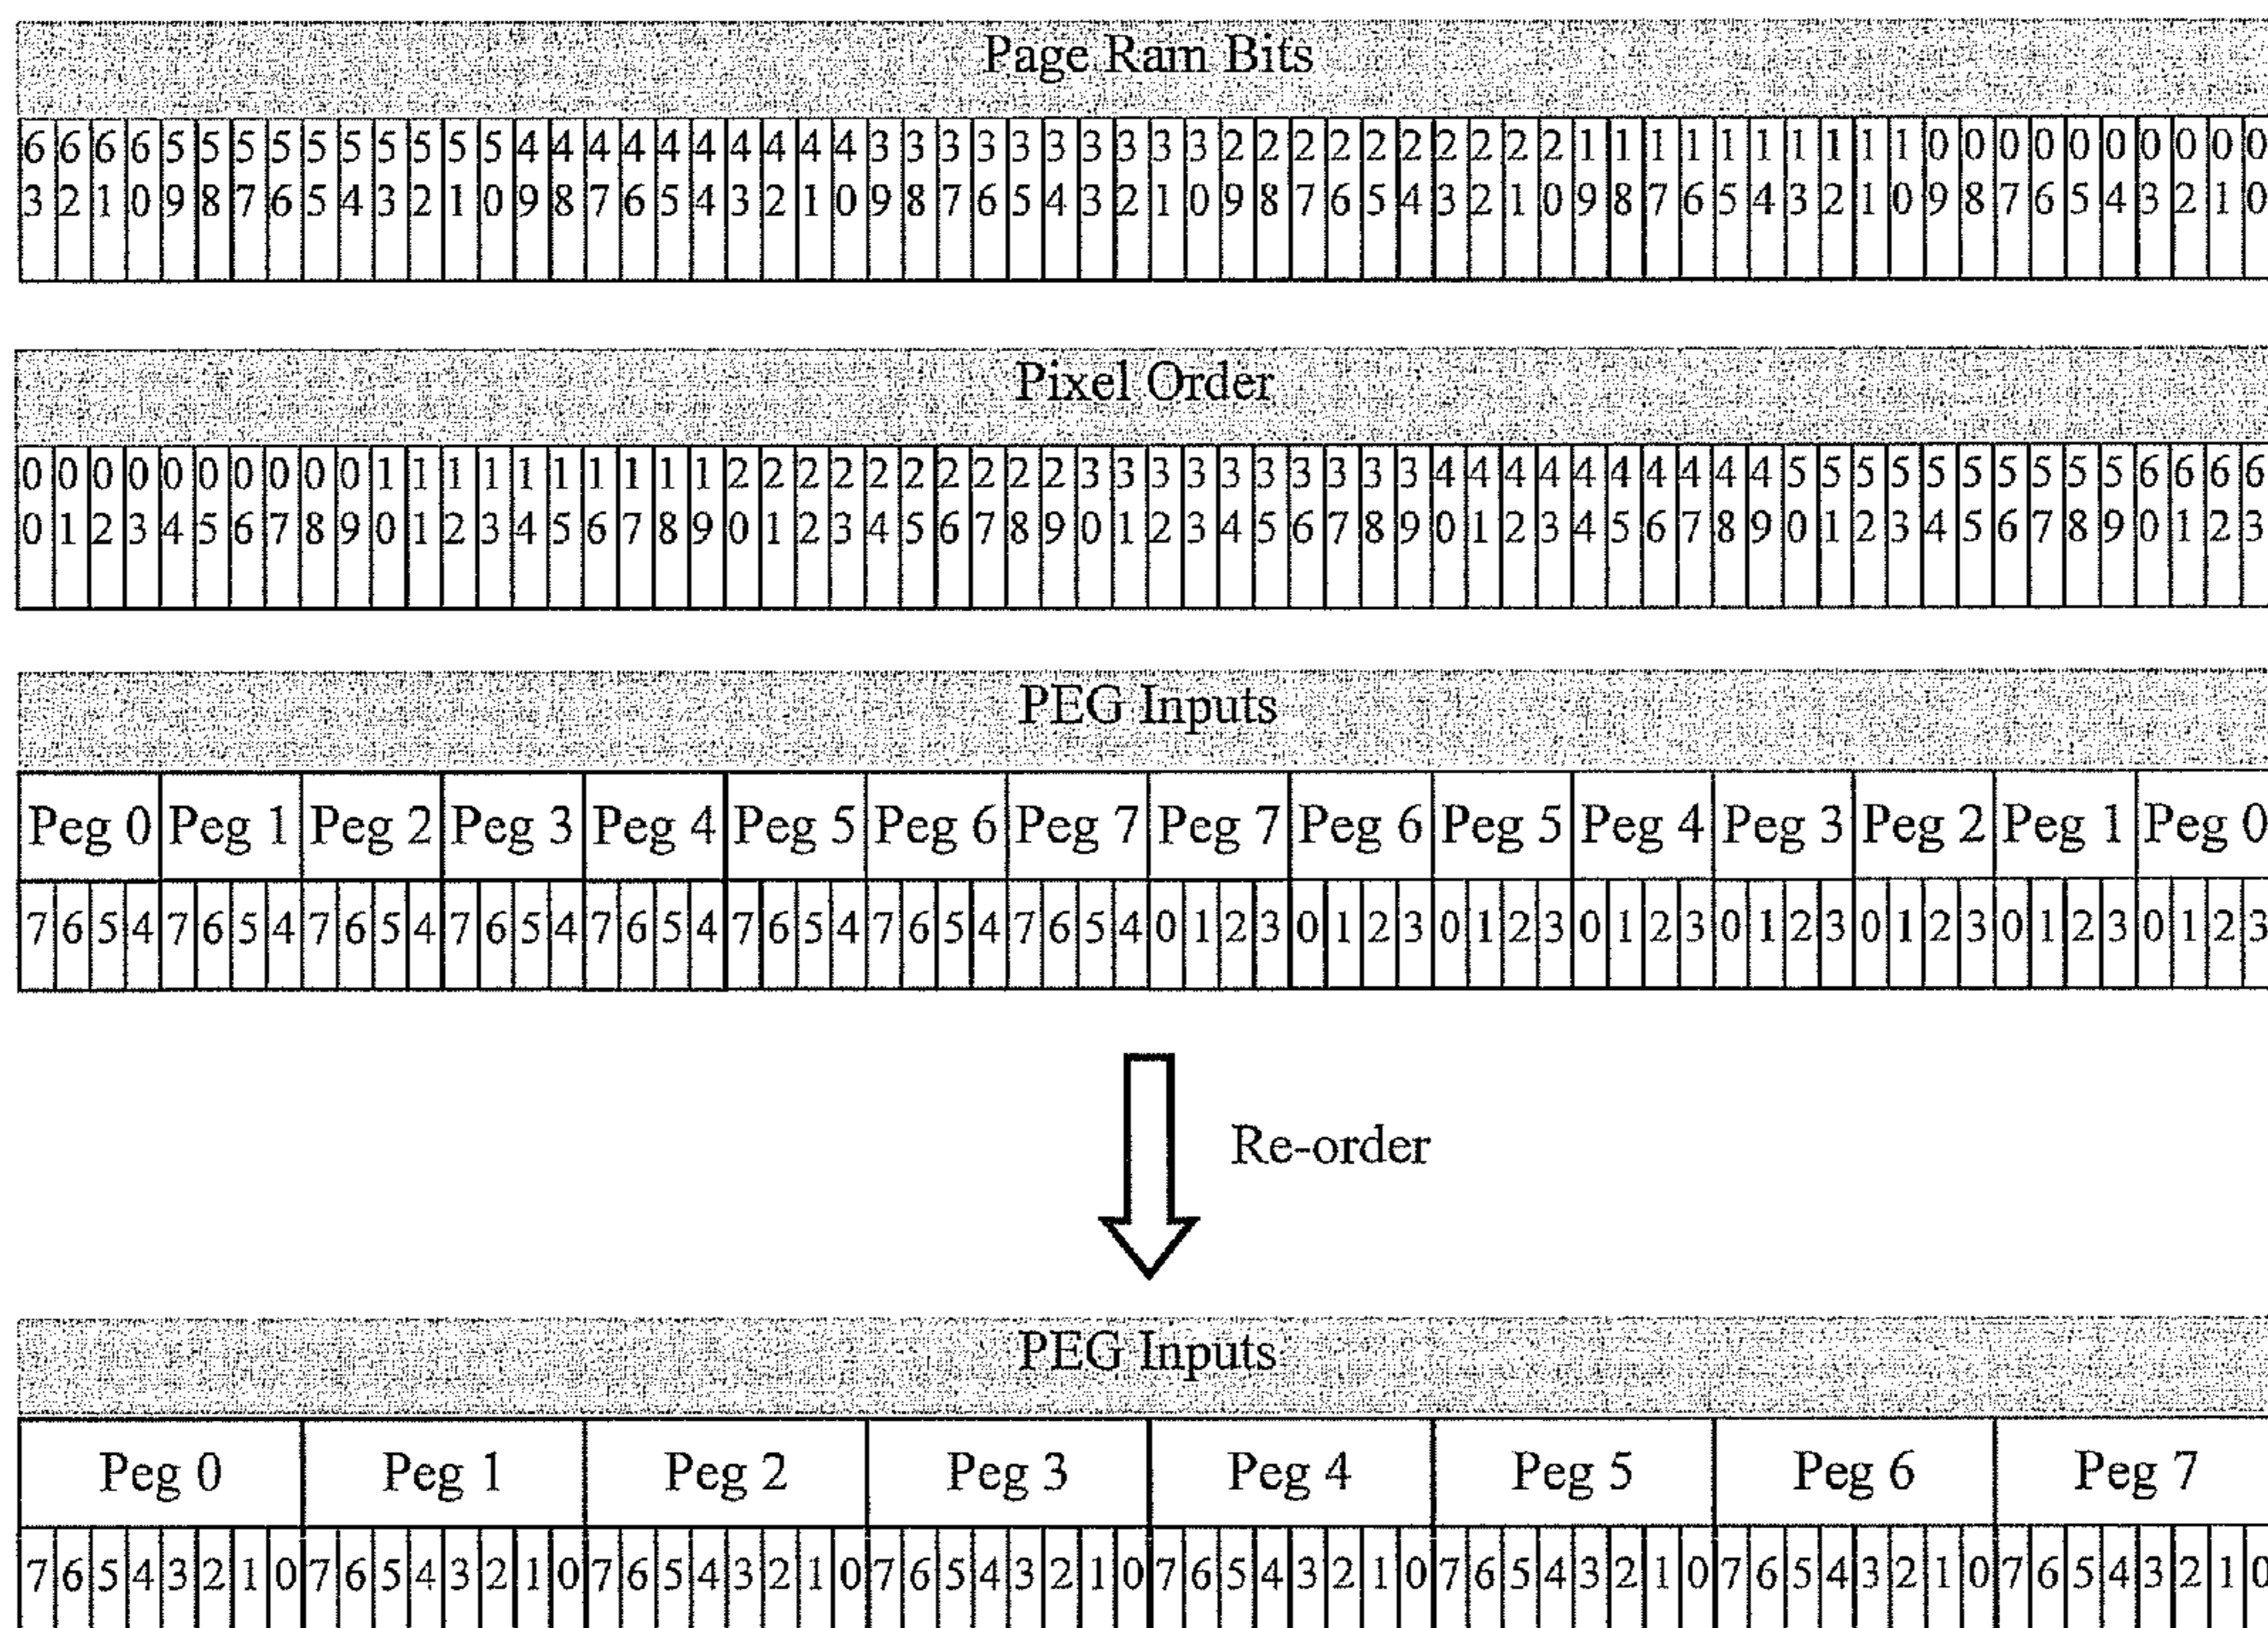 Page Ram Bits
6 6 6 6 5 5 5 5 5 5 5 5 5 5 4 4 4 4 4 4 4 4 4 4 3 3 3 3 3 3 3 3 3 3 2 2 2 2 2 2 2 2 2 2 1 1 1 1 1 1 1 1 1 1 0 0 0 0 0 0 0 0 0 0
3 2 1 0 9 8 7 6 5 4 3 2 1 0 9 8 7 6 5 4 3 2 1 0 9 8 7 6 5 4 3 2 1 0 9 8 7 6 5 4 3 2 1 0 9 8 7 6 5 4 3 2 1 0 9 8 7 6 5 4 3 2 1 0
Pixel Order
0 0 0 0 0 0 0 0 0 0 1 1 1 1 1 1 1 1 1 1 2 2 2 2 2 2 2 2 2 2 3 3 3 3 3 3 3 3 3 3 4 4 4 4 4 4 4 4 4 4 5 5 5 5 5 5 5 5 5 5 6 6 6 6
0 1 2 3 4 5 6 7 8 9 0 1 2 3 4 5 6 7 8 9 0 1 2 3 4 5 6 7 8 9 0 1 2 3 4 5 6 7 8 9 0 1 2 3 4 5 6 7 8 9 0 1 2 3 4 5 6 7 8 9 0 1 2 3
PEG Inputs
Peg 0 Peg 1 Peg 2 Peg 3 Peg 4 Peg 5 Peg 6 Peg 7 Peg 7 Peg 6 Peg 5 Peg 4 Peg 3 Peg 2 Peg 1 Peg 0
7 6 5 4 7 6 5 4 7 6 5 4 7 6 5 4 7 6 5 4 7 6 5 4 7 6 5 4 7 6 5 4 0 1 2 3 0 1 2 3 0 1 2 3 0 1 2 3 0 1 2 3 0 1 2 3 0 1 2 3 0 1 2 3
Re-order
PEG Inputs
Peg 0 Peg 1 Peg 2 Peg 3 Peg 4 Peg 5 Peg 6 Peg 7
7 6 5 4 3 2 1 0 7 6 5 4 3 2 1 0 7 6 5 4 3 2 1 0 7 6 5 4 3 2 1 0 7 6 5 4 3 2 1 0 7 6 5 4 3 2 1 0 7 6 5 4 3 2 1 0 7 6 5 4 3 2 1 0